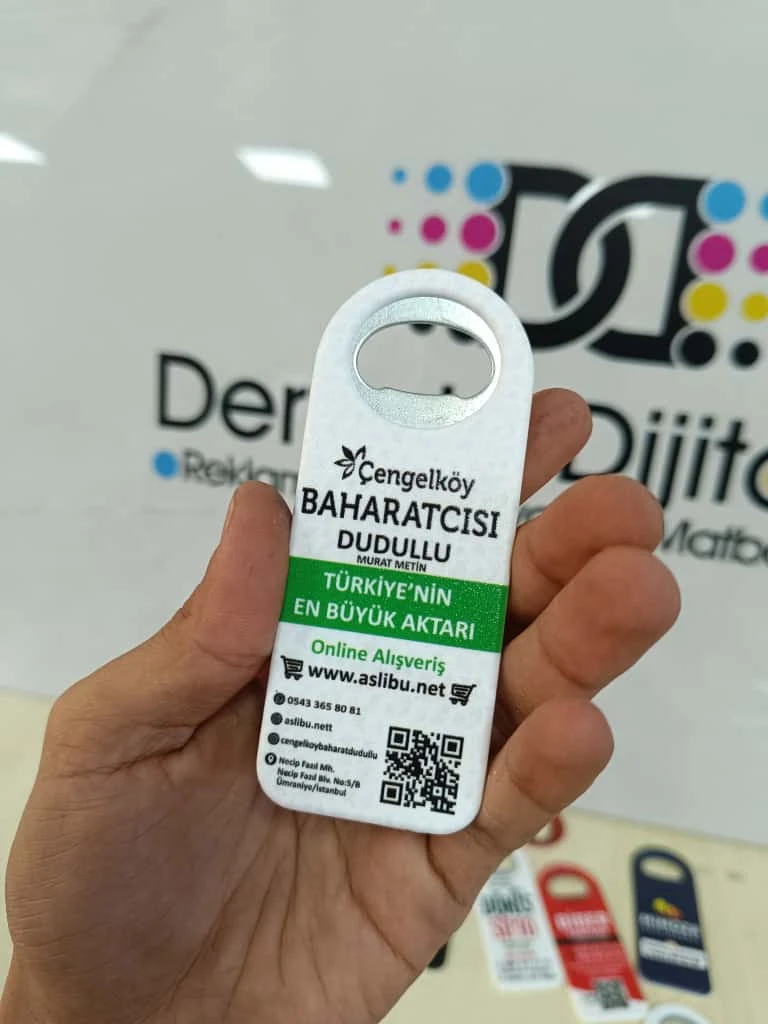 Çengelköy
BAHARATCISI
DUDULLU
MURAT METİN
TÜRKİYE'NİN
EN BÜYÜK AKTARI
Online Alışveriş
www.aslibu.net
0543 365 80 81
aslibu.nett
cengelkoybaharatdudullu
Necip Fazıl Mh.
Necip Fazıl Blv. No:5/B
Ümraniye/İstanbul